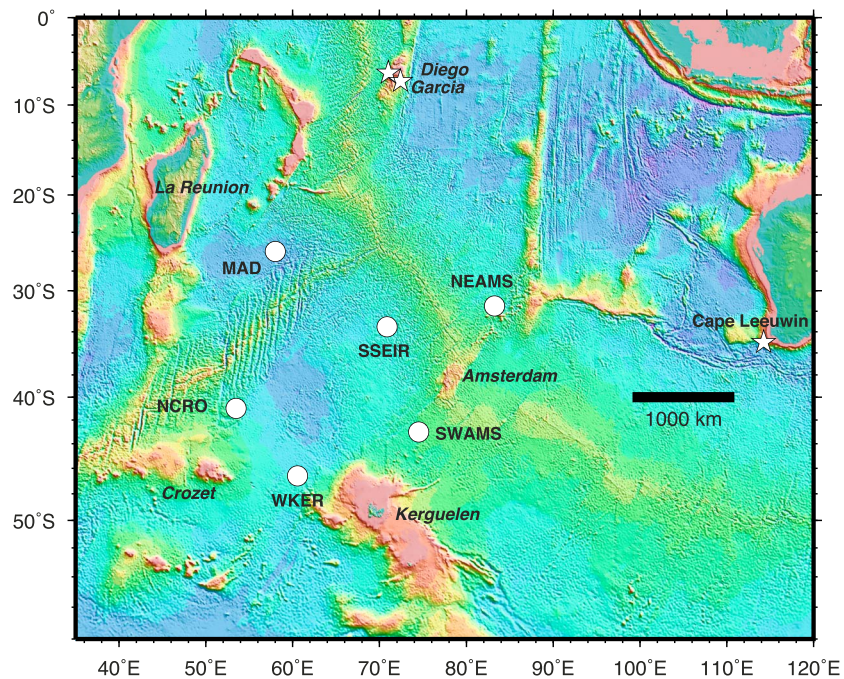 0˚
Diego
Garcia
10˚S
La Reunion
20˚S
MAD
NEAMS
30˚S
Cape Leeuwin
SSEIR
Amsterdam
40˚S
NCRO
1000 km
SWAMS
Crozet
WKER
Kerguelen
50˚S
40˚E 50˚E 60˚E 70˚E 80˚E 90˚E 100˚E 110˚E 120˚E